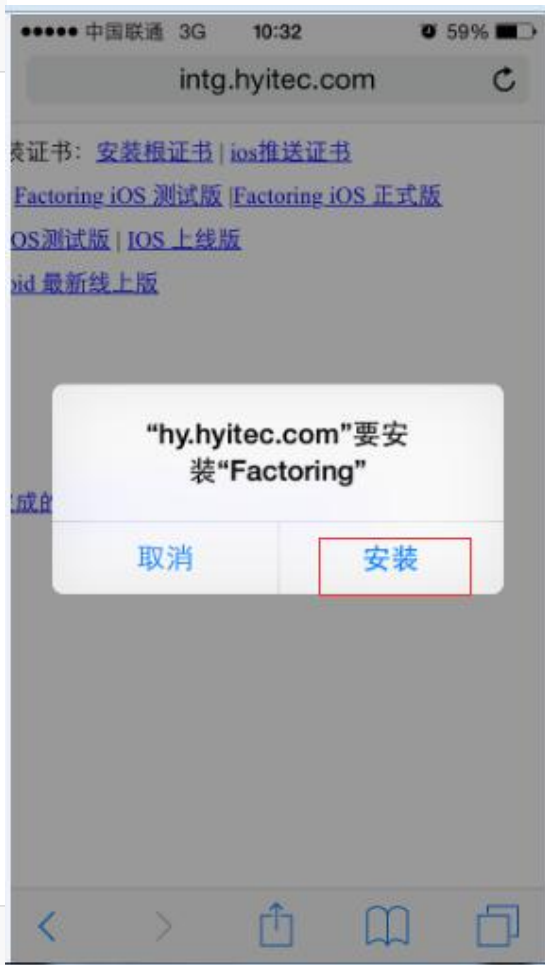 中国联通 3G 10:32 59%
intg.hyitec.com
装证书：安装根证书 | ios推送证书
Factoring iOS 测试版 |Factoring iOS 正式版
OS测试版 | IOS 上线版
oid 最新线上版
“hy.hyitec.com”要安
装“Factoring”
成的
取消 安装